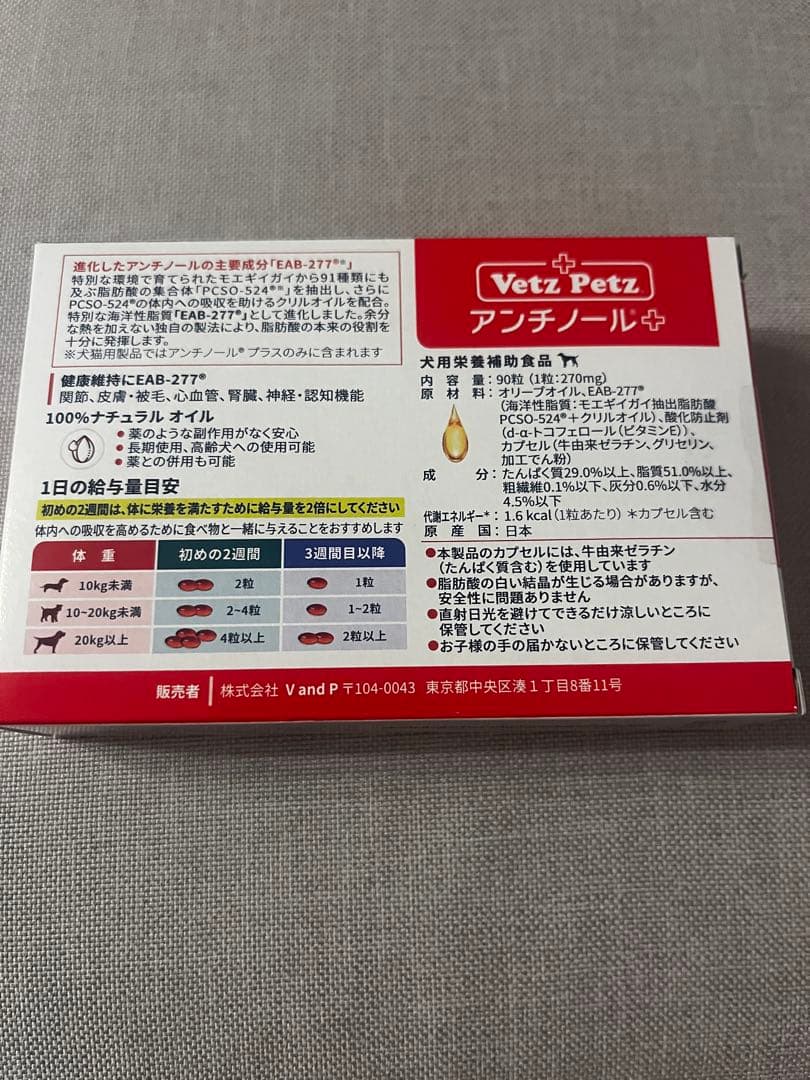 進化したアンチノールの主要成分「EAB-277®※」
特別な環境で育てられたモエギイガイから91種類にも
及ぶ脂肪酸の集合体「PCSO-524®※」を抽出し、さらに
PCSO-524®の体内への吸収を助けるクリルオイルを配合。
特別な海洋性脂質「EAB-277®」として進化しました。余分
な熱を加えない独自の製法により、脂肪酸の本来の役割を
十分に発揮します。
※犬猫用製品ではアンチノール® プラスのみに含まれます
健康維持にEAB-277®
関節、皮膚・被毛、心血管、腎臓、神経・認知機能
100%ナチュラル オイル
●薬のような副作用がなく安心
●長期使用、高齢犬への使用可能
●薬との併用も可能
1日の給与量目安
初めの2週間は、体に栄養を満たすために給与量を2倍にしてください
体内への吸収を高めるために食べ物と一緒に与えることをおすすめします
体重 初めの2週間 3週間目以降
10kg未満 2粒 1粒
10~20kg未満 2~4粒 1~2粒
20kg以上 4粒以上 2粒以上
Vetz Petz
アンチノール®+
犬用栄養補助食品
内容量:90粒 (1粒:270mg)
原材料:オリーブオイル、EAB-277®
(海洋性脂質:モエギイガイ抽出脂肪酸
PCSO-524®+クリルオイル)、酸化防止剤
(d-α-トコフェロール(ビタミンE))、
カプセル(牛由来ゼラチン、グリセリン、
加工でん粉)
成分:たんぱく質29.0%以上、脂質51.0%以上、
粗繊維0.1%以下、灰分0.6%以下、水分
4.5%以下
代謝エネルギー*:1.6 kcal(1粒あたり) *カプセル含む
原産国:日本
●本製品のカプセルには、牛由来ゼラチン
(たんぱく質含む)を使用しています
●脂肪酸の白い結晶が生じる場合がありますが、
安全性に問題ありません
●直射日光を避けてできるだけ涼しいところに
保管してください
●お子様の手の届かないところに保管してください
販売者 株式会社 V and P 〒104-0043 東京都中央区湊1丁目8番11号